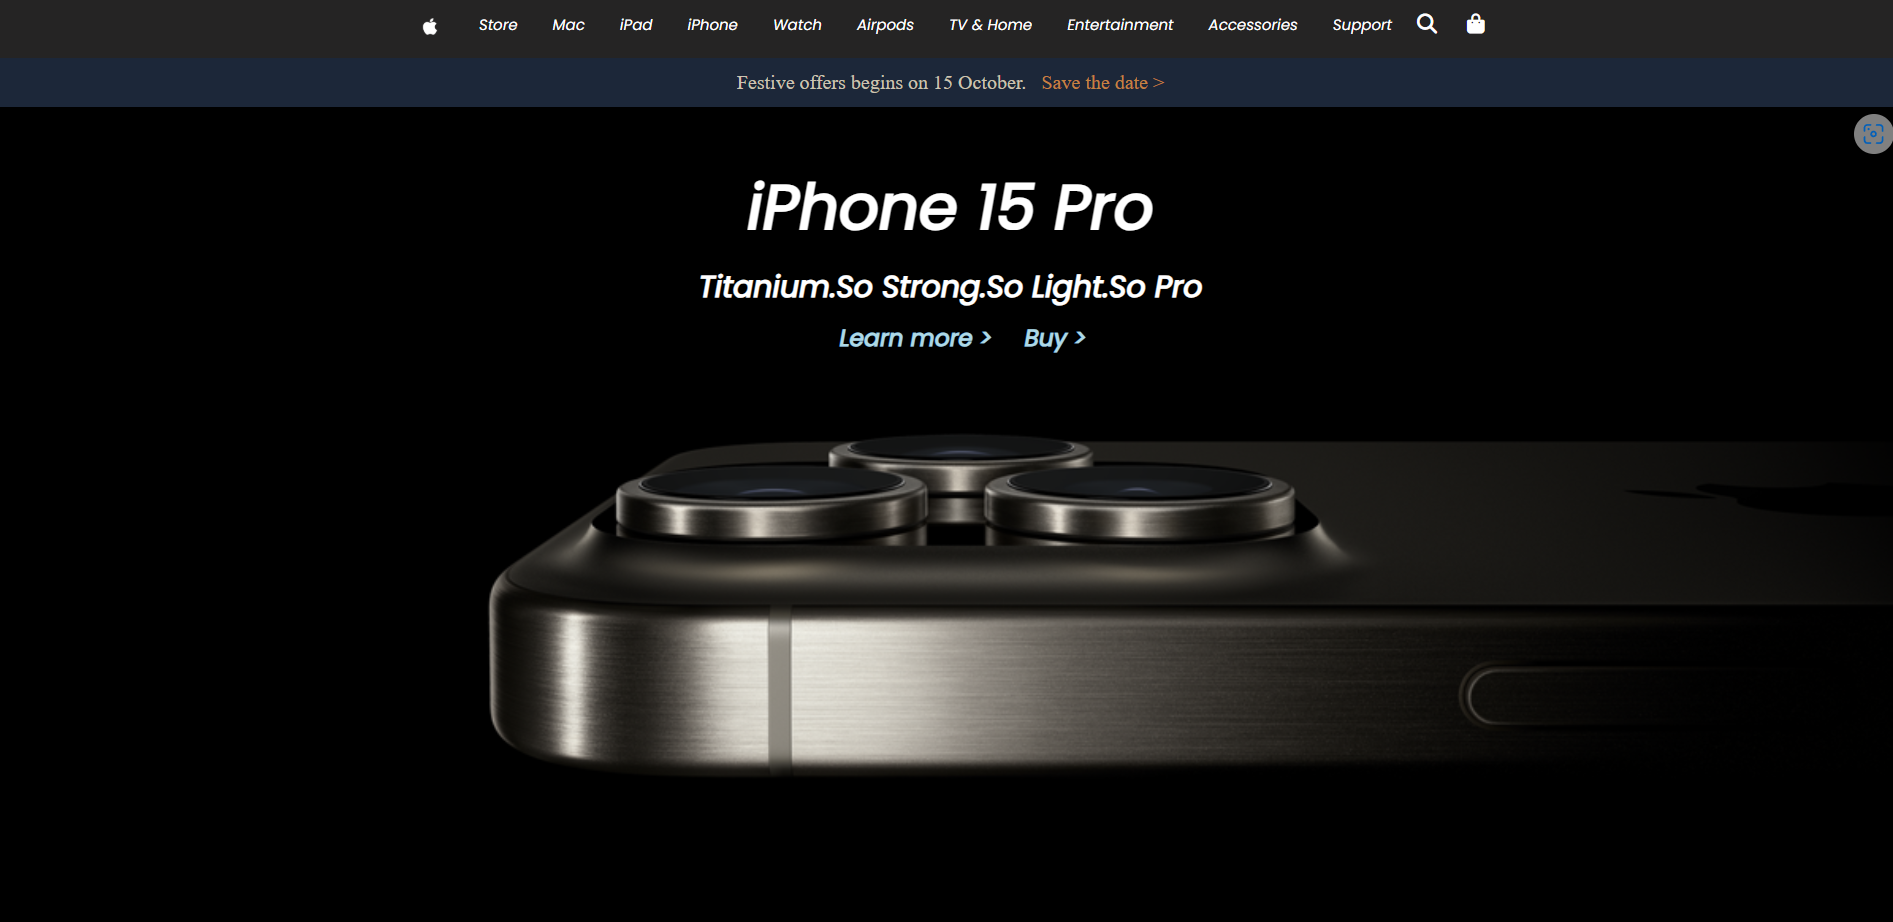 Store Mac iPad iPhone Watch Airpods TV & Home Entertainment Accessories Support
Festive offers begins on 15 October. Save the date >
iPhone 15 Pro
Titanium.So Strong.So Light.So Pro
Learn more > Buy >